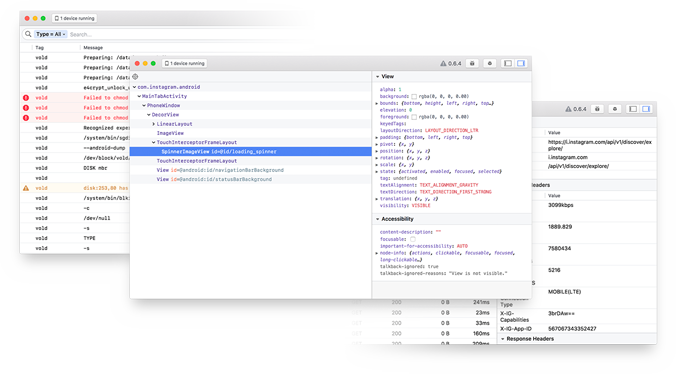 1 device running
Type = All
Search...
Tag Message
vold Preparing: /data
vold Preparing: /data
vold Preparing: /dat
vold e4crypt_unlock_u
vold Failed to chmod
vold Failed to chmod
vold Failed to chmod
vold Recognized exper
vold /system/bin/sgd
vold --android-dump
vold /dev/block/vold
vold DISK mbr
vold
vold disk:253,80 has
vold /system/bin/blk
vold -c
vold /dev/null
vold -s
vold TYPE
vold -s
1 device running
0.6.4
com.instagram.android
MainTabActivity
PhoneWindow
DecorView
LinearLayout
ImageView
TouchInterceptorFrameLayout
SpinnerImageView id=@id/loading_spinner
TouchInterceptorFrameLayout
View id=@android:id/navigationBarBackground
View id=@android:id/statusBarBackground
View
alpha: 1
background: rgba(0, 0, 0, 0.00)
bounds: {bottom, height, left, right, top…}
elevation: 0
foreground: rgba(0, 0, 0, 0.00)
keyedTags:
layoutDirection: LAYOUT_DIRECTION_LTR
padding: {bottom, left, right, top}
pivot: {x, y}
position: {x, y, z}
rotation: {x, y, z}
scale: {x, y}
state: {activated, enabled, focused, selected}
tag: undefined
textAlignment: TEXT_ALIGNMENT_GRAVITY
textDirection: TEXT_DIRECTION_FIRST_STRONG
translation: {x, y, z}
visibility: VISIBLE
Accessibility
content-description: ""
focusable:
important-for-accessibility: AUTO
node-info: {actions, clickable, focusable, focused,
long-clickable…}
talkback-ignored: true
talkback-ignored-reasons: "View is not visible."
0.6.4
Value
https://i.instagram.com/api/v1/discover/explore/
i.instagram.com
/api/v1/discover/explore/
Headers
Value
3099kbps
1889.829
7580434
5216
MOBILE(LTE)
Type
X-IG-Capabilities 3brDAw==
X-IG-App-ID 567067343352427
Response Headers
200 0 B 241ms
200 0 B 23ms
200 0 B 33ms
200 0 B 160ms
200 0 B 209ms